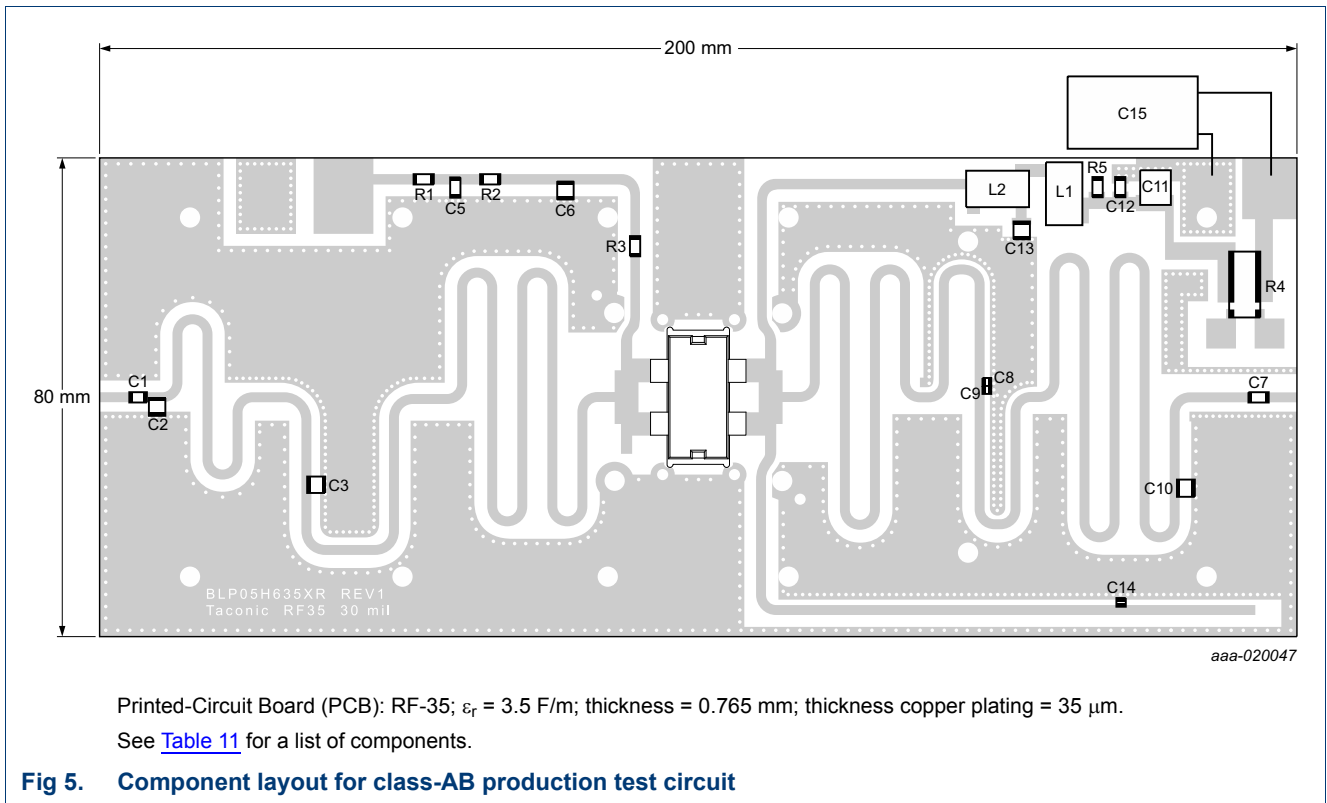 200 mm
C15
R1
C5
R2
C6
R3
L2
L1
R5
C12
C11
C13
R4
80 mm
C1
C2
C3
C9
C8
C7
C10
C14
BLP05H635XR REV1
Taconic RF35 30 mil
aaa-020047
Printed-Circuit Board (PCB): RF-35; εr = 3.5 F/m; thickness = 0.765 mm; thickness copper plating = 35 μm.
See Table 11 for a list of components.
Fig 5. Component layout for class-AB production test circuit